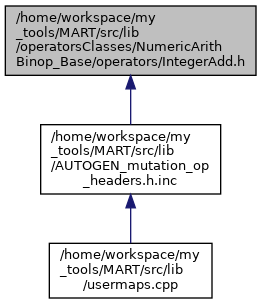 /home/workspace/my
_tools/MART/src/lib
/operatorsClasses/NumericArith
Binop_Base/operators/IntegerAdd.h
/home/workspace/my
_tools/MART/src/lib
/AUTOGEN_mutation_op
_headers.h.inc
/home/workspace/my
_tools/MART/src/lib
/usermaps.cpp